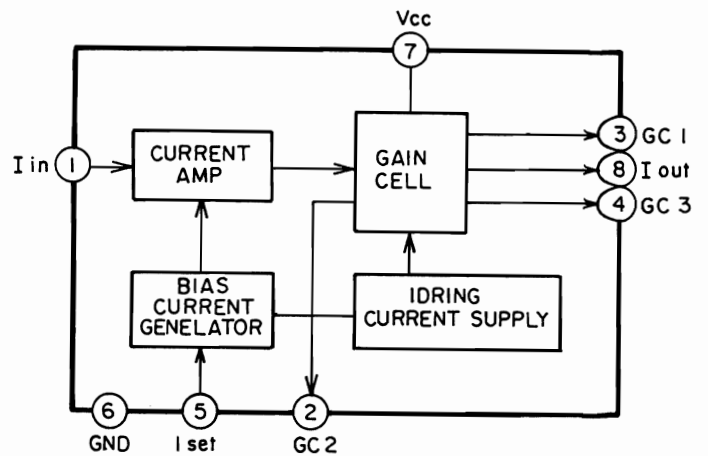 Vcc
7
I in
1
CURRENT
AMP
GAIN
CELL
3
GC 1
8
I out
4
GC 3
BIAS
CURRENT
GENELATOR
IDRING
CURRENT SUPPLY
6
5
2
GND
I set
GC 2